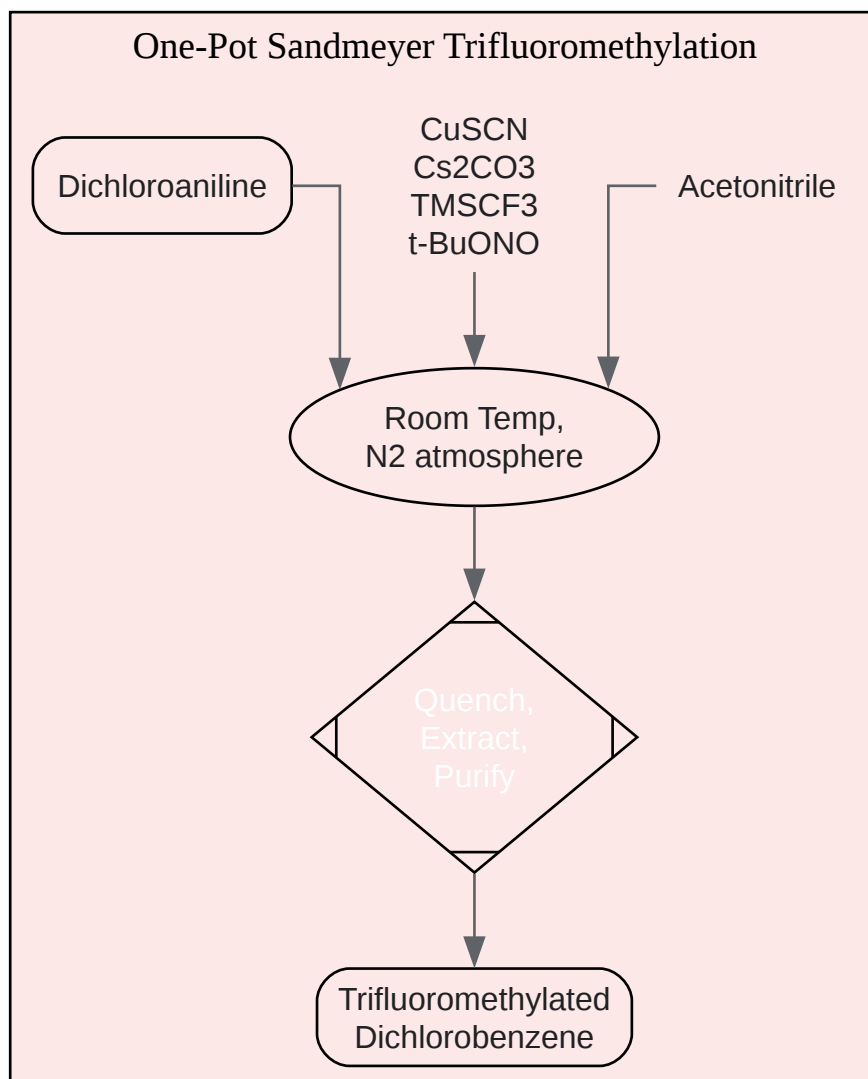 One-Pot Sandmeyer Trifluoromethylation
Dichloroaniline
CuSCN
Cs2CO3
TMSCF3
t-BuONO
Acetonitrile
Room Temp,
N2 atmosphere
Quench,
Extract,
Purify
Trifluoromethylated
Dichlorobenzene